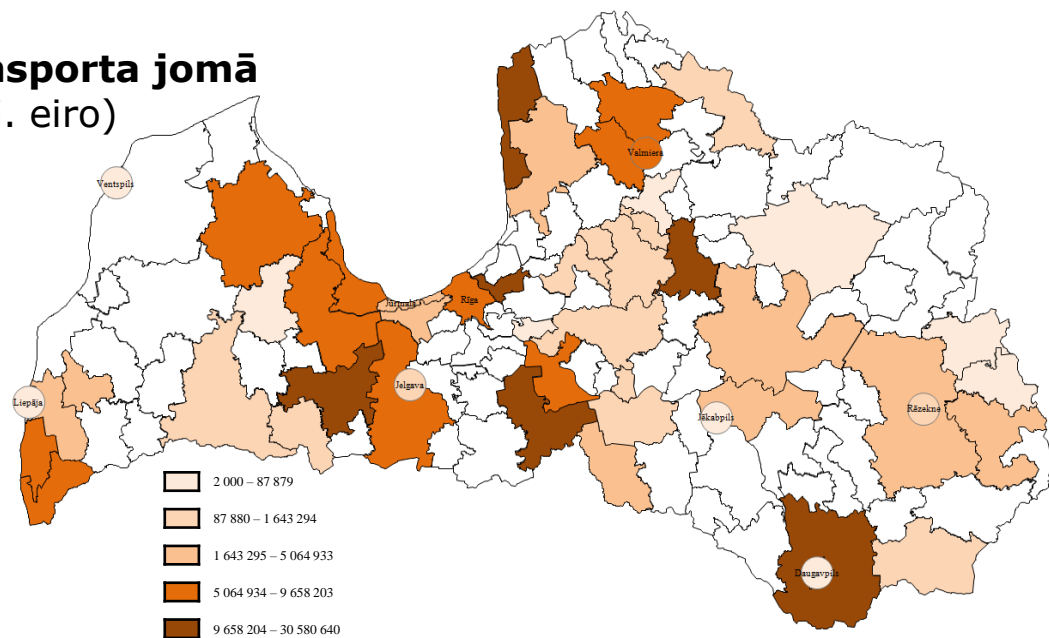 nsporta jomā
. eiro)
Ventspils
Valmiera
Jūrmala
Rīga
Jelgava
Liepāja
Jēkabpils
Rēzekne
Daugavpils
2 000 – 87 879
87 880 – 1 643 294
1 643 295 – 5 064 933
5 064 934 – 9 658 203
9 658 204 – 30 580 640